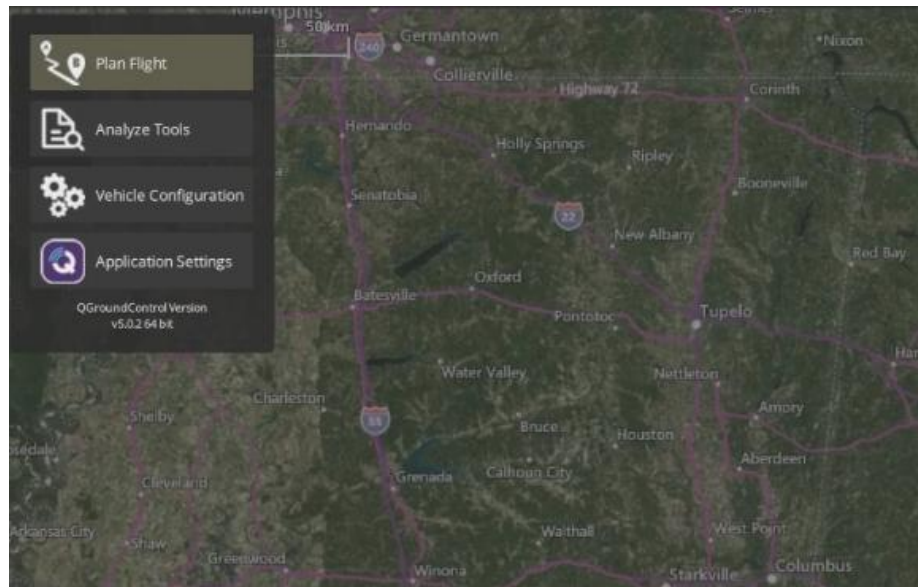 Memphis
50 km
Germantown
Collierville
Selmer
Nixon
Plan Flight
Highway 72
Corinth
Analyze Tools
Hernando
Holly Springs
Ripley
Vehicle Configuration
Senatobia
Booneville
22
New Albany
Red Bay
Application Settings
Oxford
Batesville
QGroundControl Version
v5.0.2 64 bit
Pontotoc
Tupelo
Water Valley
Nettleton
Charleston
Shelby
55
Bruce
Houston
Amory
Aberdeen
Calhoun City
Grenada
Cleveland
Arkansas City
Shaw
Walthall
West Point
Greenwood
Winona
Starkville
Columbus